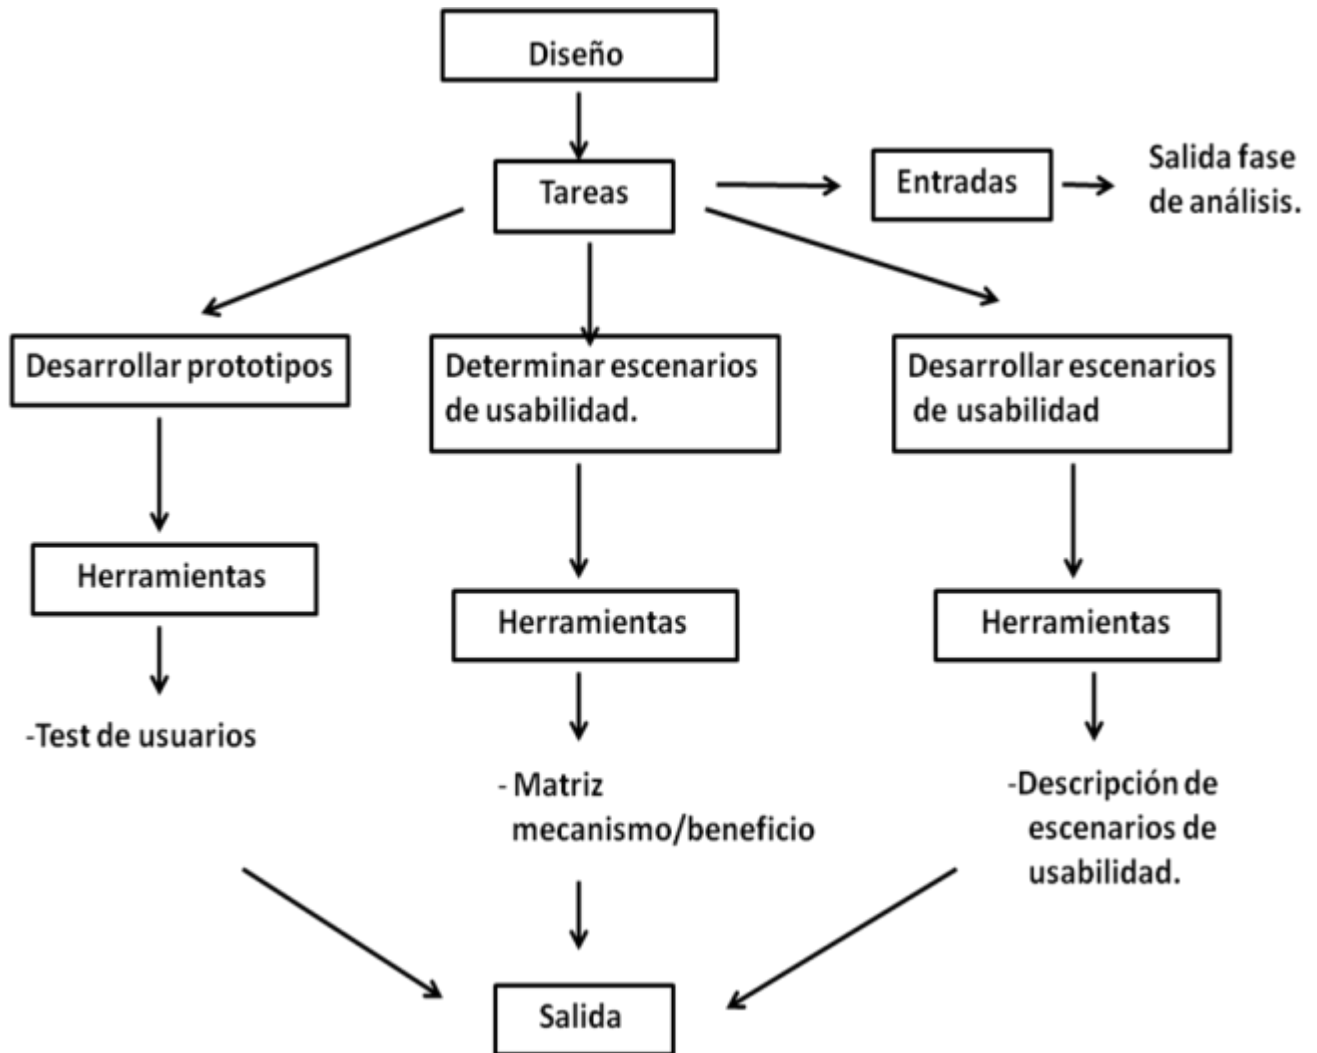 Diseño
Tareas
Entradas
Salida fase
de análisis.
Desarrollar prototipos
Determinar escenarios
de usabilidad.
Desarrollar escenarios
de usabilidad
Herramientas
Herramientas
Herramientas
-Test de usuarios
- Matriz
mecanismo/beneficio
-Descripción de
escenarios de
usabilidad.
Salida